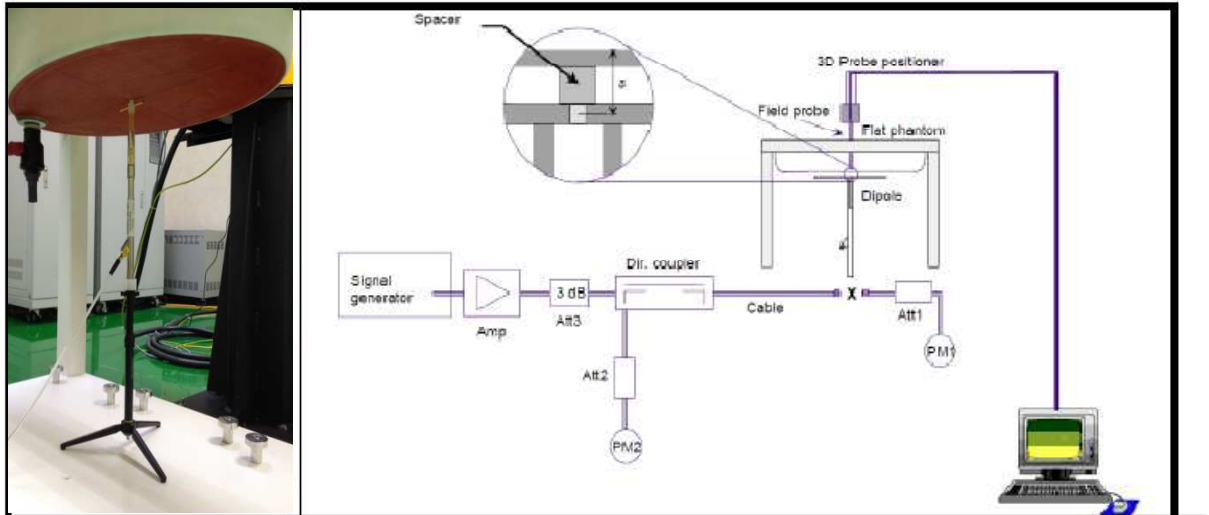 Spacer
s
3D Probe positioner
Field probe
Flat phantom
Dipole
Signal
generator
Amp
3 dB
Att3
Dir. coupler
Cable
x
Att1
PM1
Att2
PM2